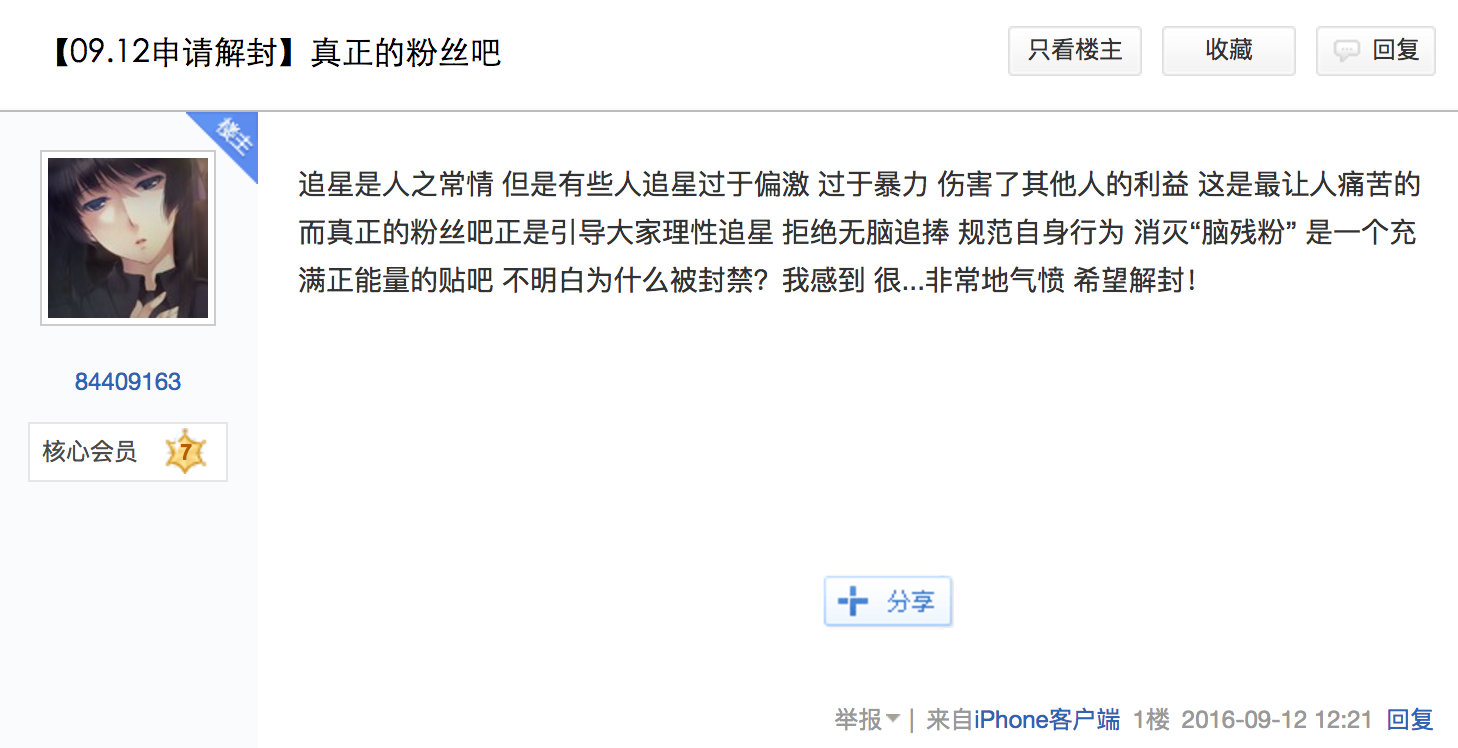 【09.12申请解封】真正的粉丝吧
只看楼主
收藏
回复
楼主
追星是人之常情 但是有些人追星过于偏激 过于暴力 伤害了其他人的利益 这是最让人痛苦的
而真正的粉丝吧正是引导大家理性追星 拒绝无脑追捧 规范自身行为 消灭“脑残粉” 是一个充
满正能量的贴吧 不明白为什么被封禁？我感到 很...非常地气愤 希望解封！
84409163
核心会员 7
分享
举报 | 来自iPhone客户端 1楼 2016-09-12 12:21 回复